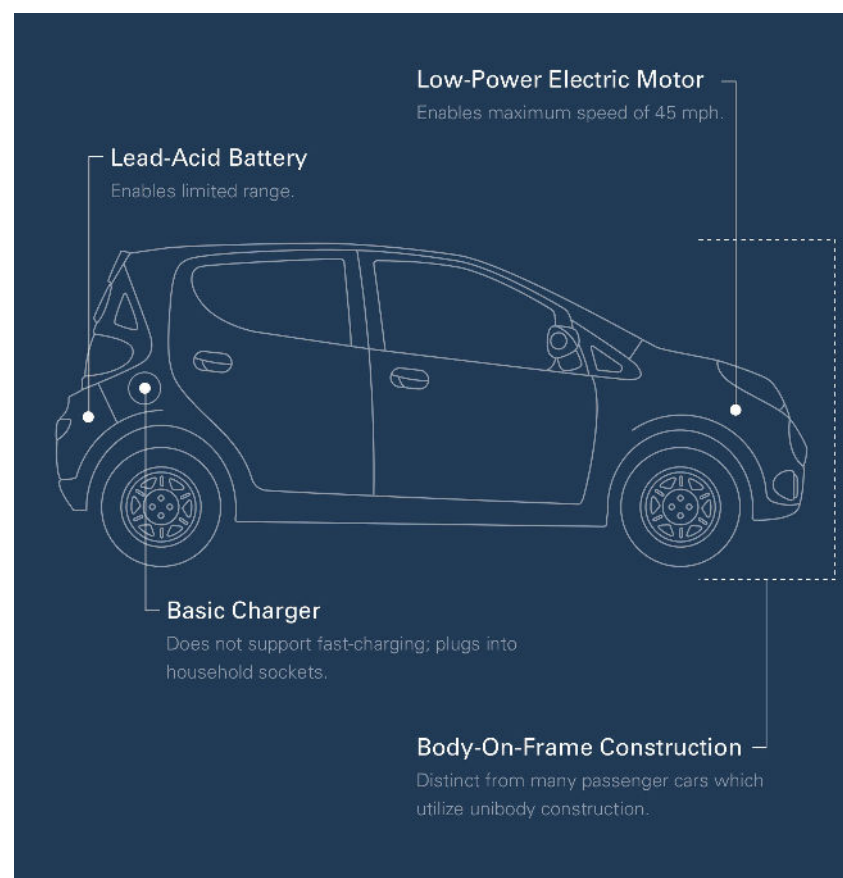 Low-Power Electric Motor
Enables maximum speed of 45 mph.
Lead-Acid Battery
Enables limited range.
Basic Charger
Does not support fast-charging; plugs into
household sockets.
Body-On-Frame Construction
Distinct from many passenger cars which
utilize unibody construction.